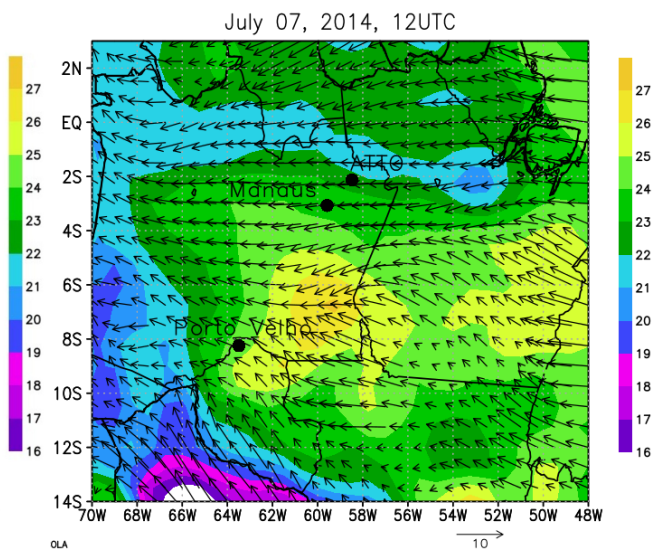 July 07, 2014, 12UTC
27
26
25
24
23
22
21
20
19
18
17
16
2N
EQ
2S
4S
6S
8S
10S
12S
14S
ATTO
Manaus
Porto Velho
70W 68W 66W 64W 62W 60W 58W 56W 54W 52W 50W 48W
27
26
25
24
23
22
21
20
19
18
17
16
OLA
10